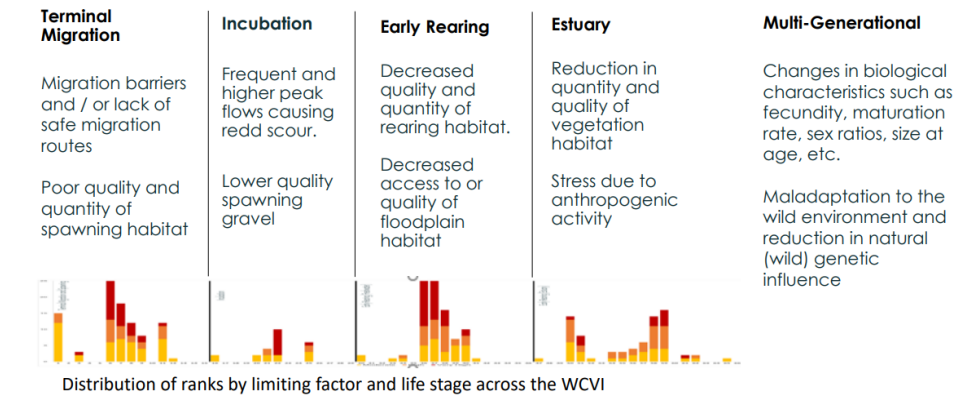 Terminal
Migration
Migration barriers
and / or lack of
safe migration
routes
Poor quality and
quantity of
spawning habitat
Incubation
Frequent and
higher peak
flows causing
redd scour.
Lower quality
spawning
gravel
Early Rearing
Decreased
quality and
quantity of
rearing habitat.
Decreased
access to or
quality of
floodplain
habitat
Estuary
Reduction in
quantity and
quality of
vegetation
habitat
Stress due to
anthropogenic
activity
Multi-Generational
Changes in biological
characteristics such as
fecundity, maturation
rate, sex ratios, size at
age, etc.
Maladaptation to the
wild environment and
reduction in natural
(wild) genetic
influence
Distribution of ranks by limiting factor and life stage across the WCVI